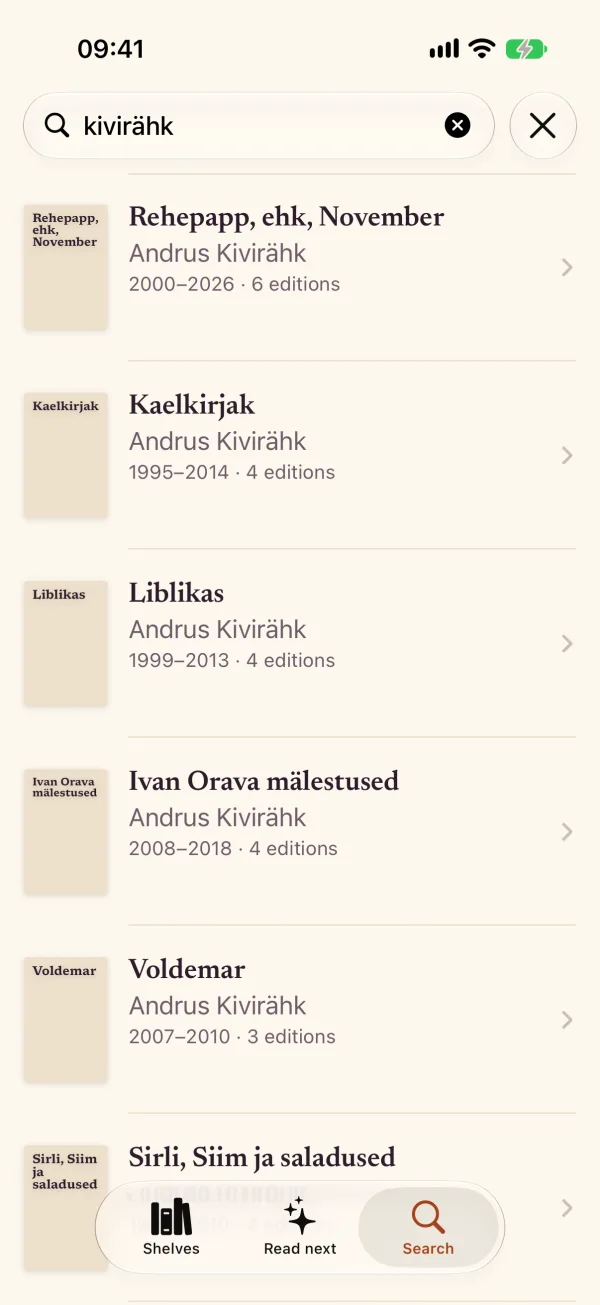 09:41
kivirähk
Rehepapp,
ehk,
November
Rehepapp, ehk, November
Andrus Kivirähk
2000–2026 · 6 editions
Kaelkirjak
Kaelkirjak
Andrus Kivirähk
1995–2014 · 4 editions
Liblikas
Liblikas
Andrus Kivirähk
1999–2013 · 4 editions
Ivan Orava
mälestused
Ivan Orava mälestused
Andrus Kivirähk
2008–2018 · 4 editions
Voldemar
Voldemar
Andrus Kivirähk
2007–2010 · 3 editions
Sirli, Siim
ja
saladused
Sirli, Siim ja saladused
Shelves
Read next
Search